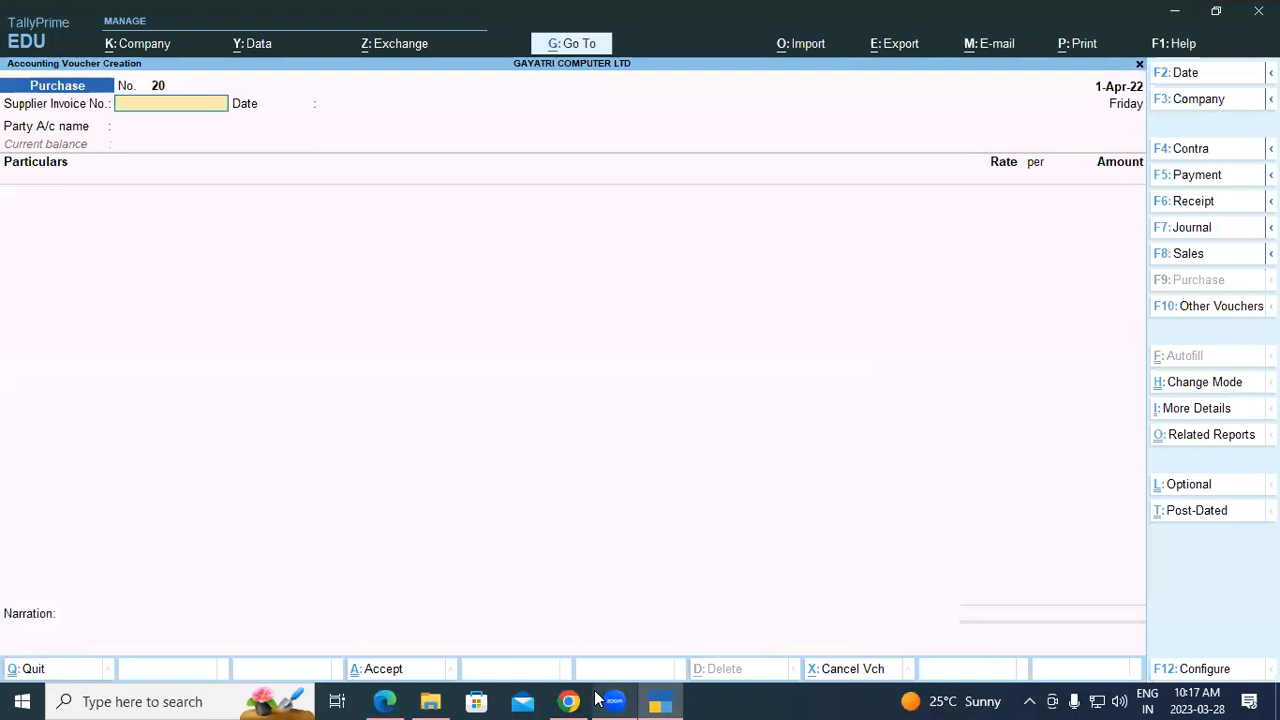 TallyPrime
EDU
MANAGE
K: Company
Y: Data
Z: Exchange
G: Go To
O: Import
E: Export
M: E-mail
P: Print
F1: Help
Accounting Voucher Creation
GAYATRI COMPUTER LTD
Purchase No. 20
1-Apr-22
Supplier Invoice No.: Date :
Friday
Party A/c name :
Current balance :
Particulars
Rate per Amount
F2: Date
F3: Company
F4: Contra
F5: Payment
F6: Receipt
F7: Journal
F8: Sales
F9: Purchase
F10: Other Vouchers
F: Autofill
H: Change Mode
I: More Details
O: Related Reports
L: Optional
T: Post-Dated
Narration:
Q: Quit
A: Accept
D: Delete
X: Cancel Vch
F12: Configure
Type here to search
zoom
25°C Sunny
ENG
IN
10:17 AM
2023-03-28